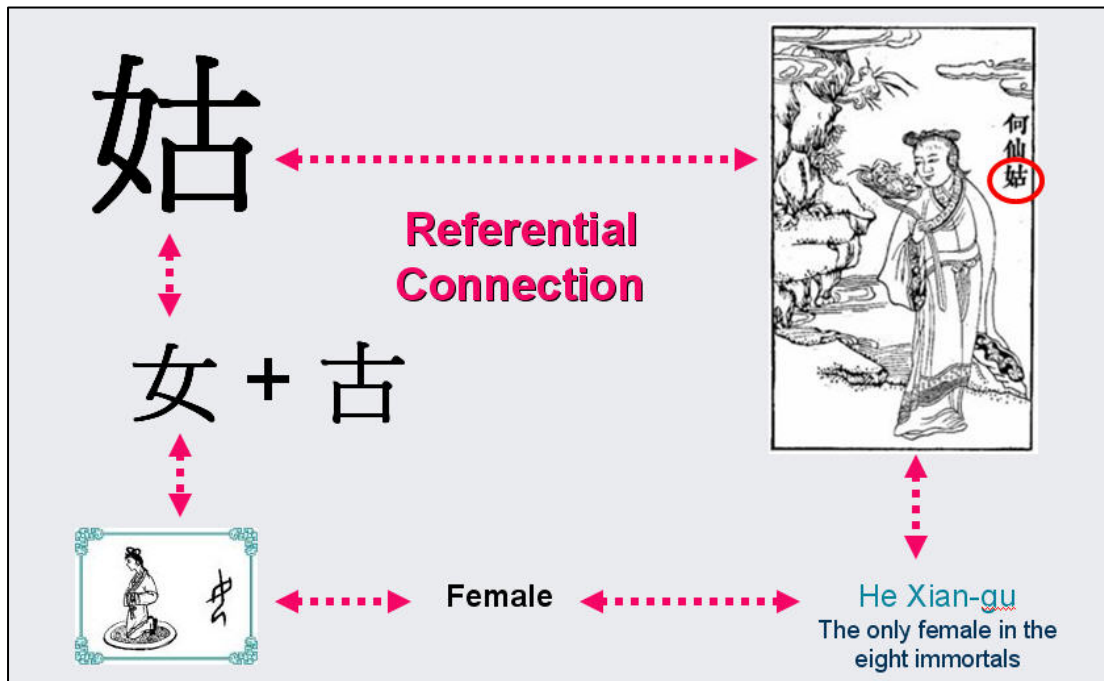 姑
何仙姑
Referential
Connection
女 + 古
Female
He Xian-gu
The only female in the
eight immortals